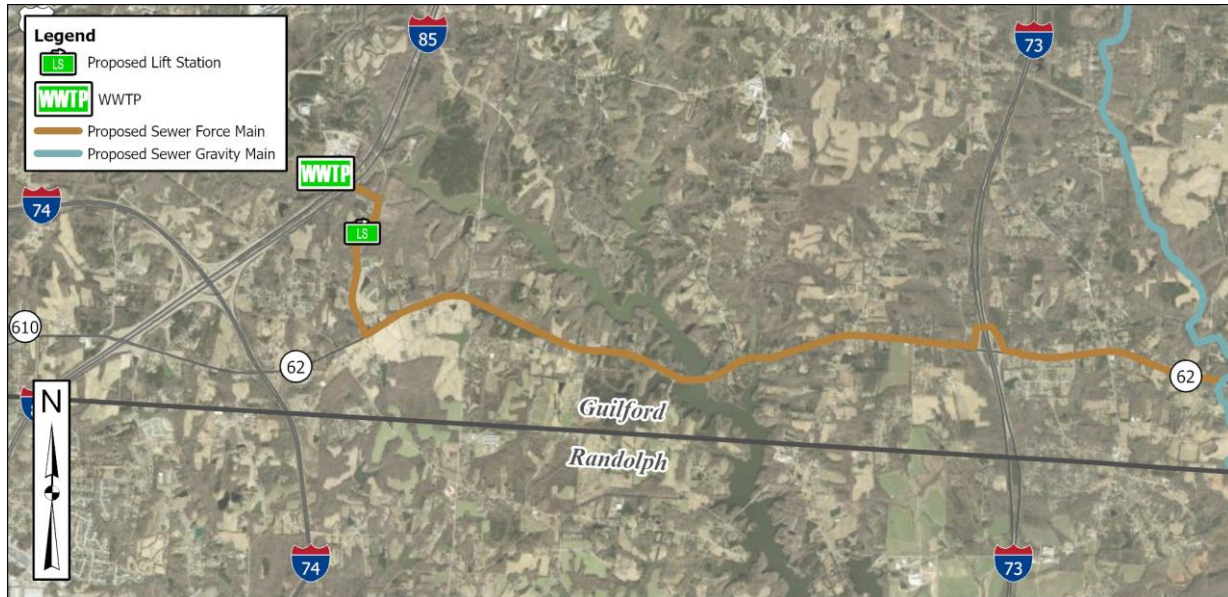 Legend
LS Proposed Lift Station
WWTP WWTP
Proposed Sewer Force Main
Proposed Sewer Gravity Main
85
73
WWTP
74
LS
610
62
62
N
Guilford
Randolph
74
73